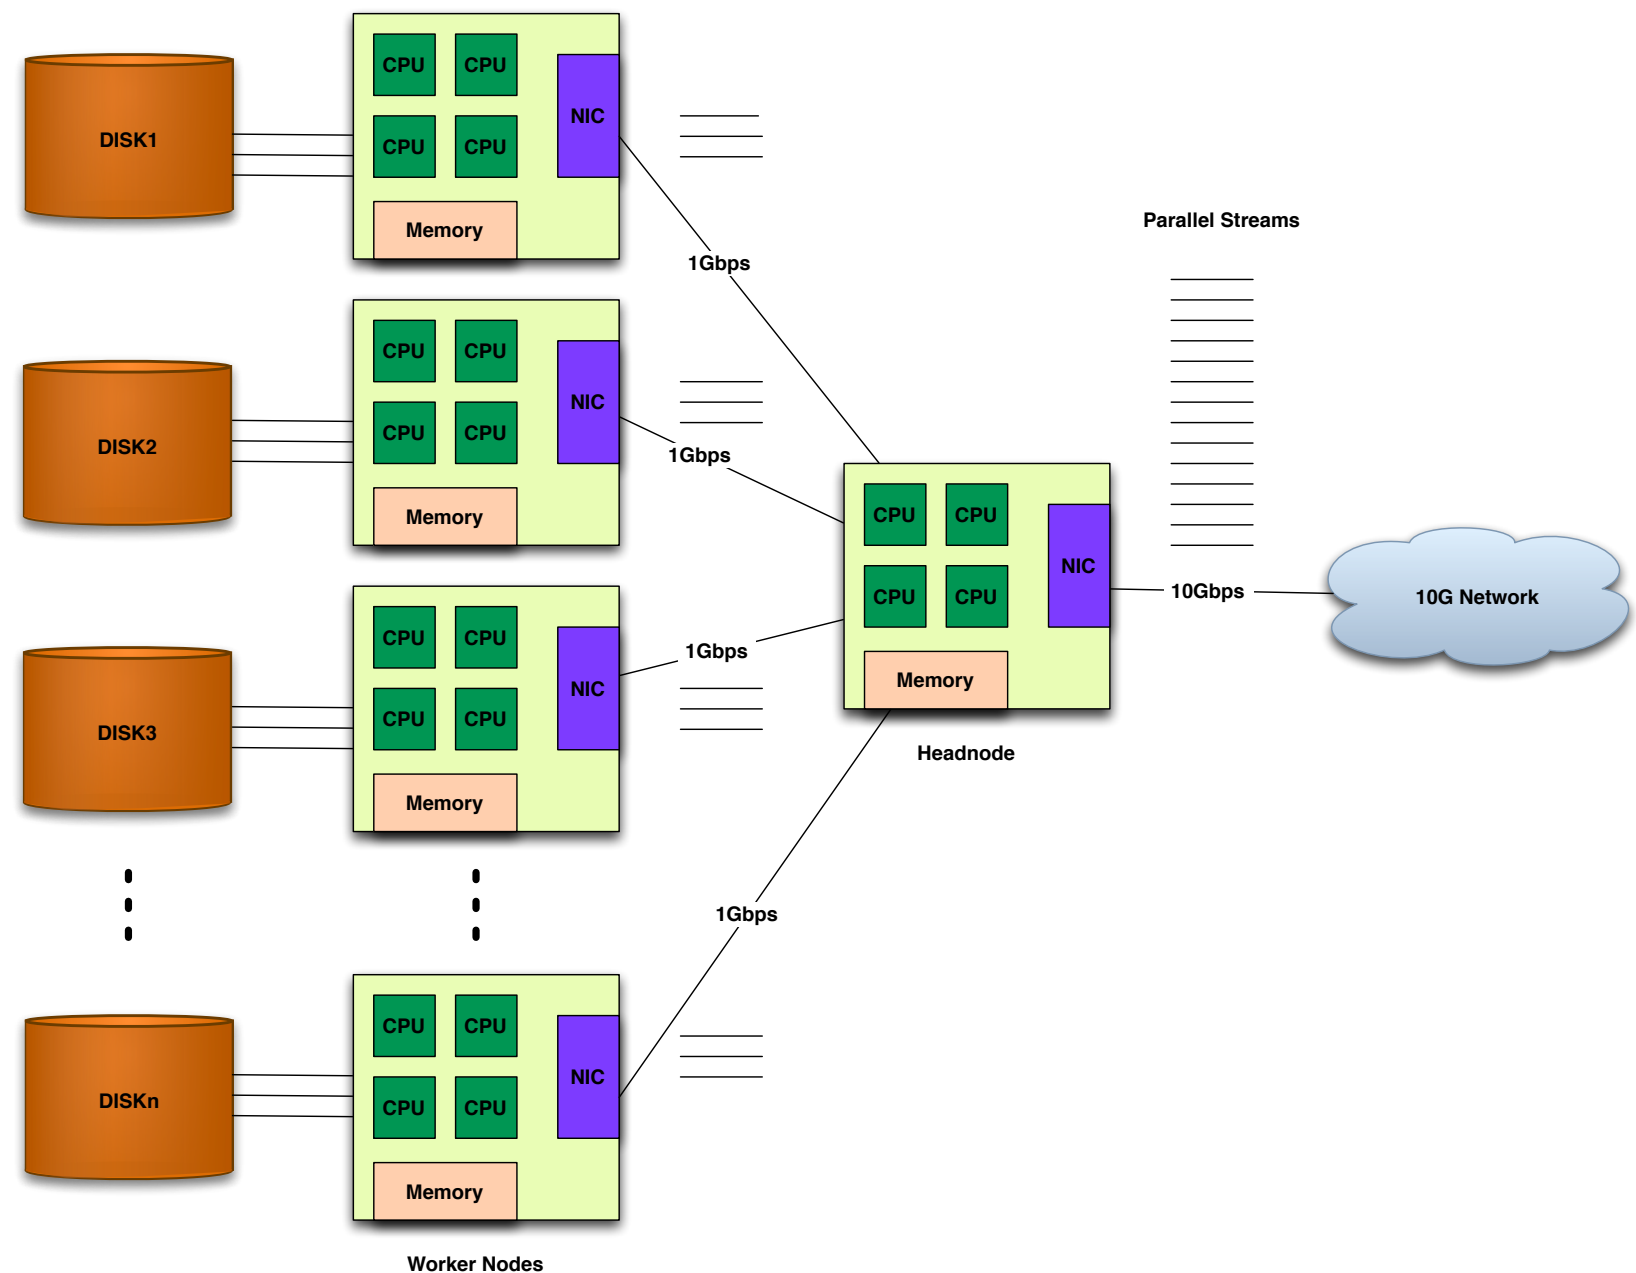 DISK1
CPU CPU
NIC
CPU CPU
Memory
1Gbps
DISK2
CPU CPU
NIC
CPU CPU
Memory
1Gbps
DISK3
CPU CPU
NIC
CPU CPU
Memory
1Gbps
DISKn
CPU CPU
NIC
CPU CPU
Memory
1Gbps
Worker Nodes
CPU CPU
NIC
CPU CPU
Memory
Headnode
Parallel Streams
10Gbps
10G Network